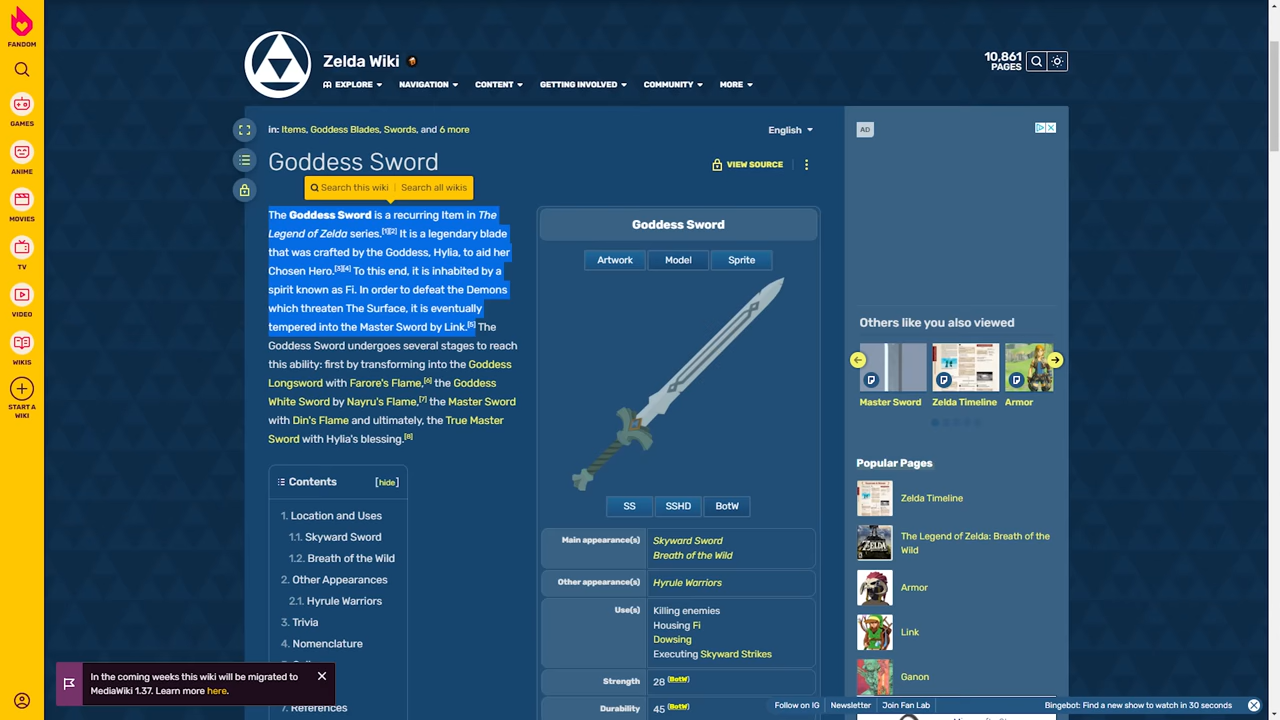 FANDOM
GAMES
ANIME
MOVIES
TV
VIDEO
WIKIS
START A
WIKI
Zelda Wiki
10,861
PAGES
EXPLORE
NAVIGATION
CONTENT
GETTING INVOLVED
COMMUNITY
MORE
in: Items, Goddess Blades, Swords, and 6 more
English
Goddess Sword
VIEW SOURCE
Search this wiki
Search all wikis
The Goddess Sword is a recurring Item in The
Legend of Zelda series.[1][2] It is a legendary blade
that was crafted by the Goddess, Hylia, to aid her
Chosen Hero.[3][4] To this end, it is inhabited by a
spirit known as Fi. In order to defeat the Demons
which threaten The Surface, it is eventually
tempered into the Master Sword by Link.[5] The
Goddess Sword undergoes several stages to reach
this ability: first by transforming into the Goddess
Longsword with Farore's Flame,[6] the Goddess
White Sword by Nayru's Flame,[7] the Master Sword
with Din's Flame and ultimately, the True Master
Sword with Hylia's blessing.[8]
Contents [hide]
1. Location and Uses
1.1. Skyward Sword
1.2. Breath of the Wild
2. Other Appearances
2.1. Hyrule Warriors
3. Trivia
4. Nomenclature
7. References
Goddess Sword
Artwork
Model
Sprite
SS
SSHD
BotW
Main appearance(s)
Skyward Sword
Breath of the Wild
Other appearance(s)
Hyrule Warriors
Use(s)
Killing enemies
Housing Fi
Dowsing
Executing Skyward Strikes
Strength
28 (BotW)
Durability
45 (BotW)
AD
Others like you also viewed
Master Sword
Zelda Timeline
Armor
Popular Pages
Zelda Timeline
The Legend of Zelda: Breath of the
Wild
Armor
Link
Ganon
In the coming weeks this wiki will be migrated to
MediaWiki 1.37. Learn more here.
Follow on IG
Newsletter
Join Fan Lab
Bingebot: Find a new show to watch in 30 seconds